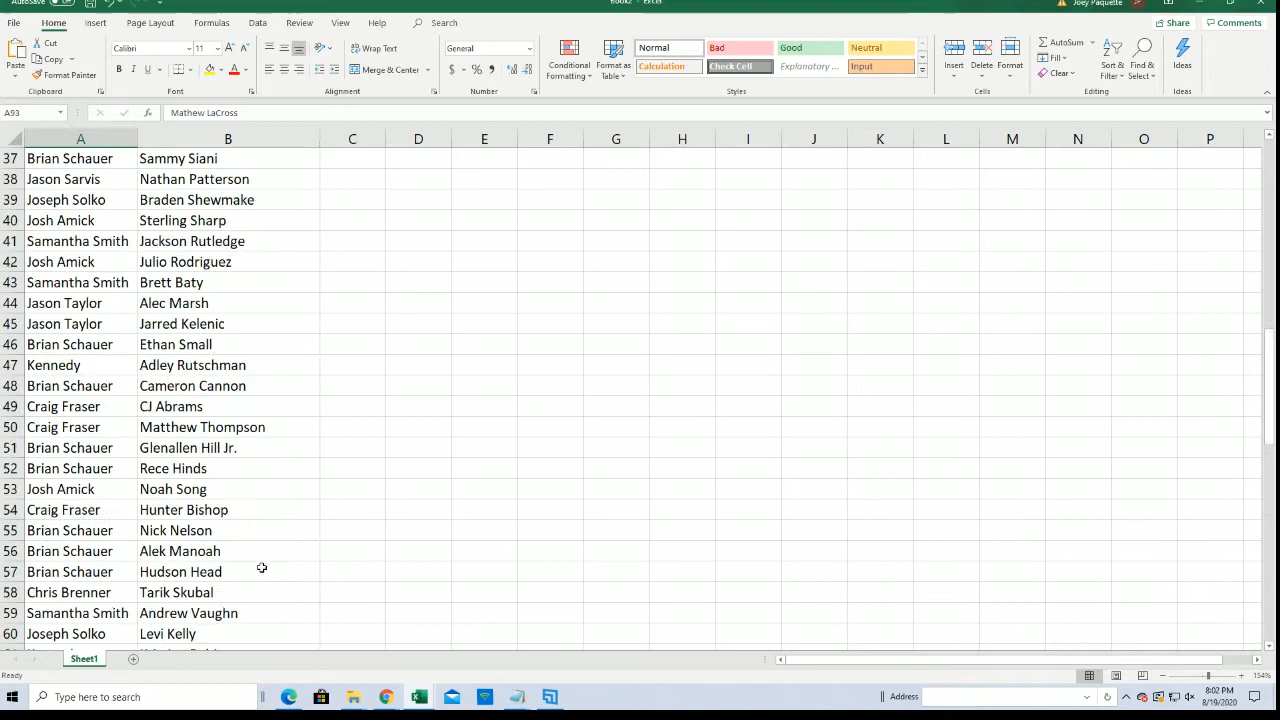 AutoSave Off Book2 - Excel Joey Paquette JP
File Home Insert Page Layout Formulas Data Review View Help Search Share Comments
Paste Cut Copy Format Painter Clipboard
Calibri 11 A A B I U A Font
Wrap Text Merge & Center Alignment
General $ % , Number
Conditional Formatting Format as Table
Normal Bad Good Neutral
Calculation Check Cell Explanatory ... Input
Styles
Insert Delete Format Cells
AutoSum Fill Clear Sort & Filter Find & Select Editing
Ideas Ideas
A93 fx Mathew LaCross
A B C D E F G H I J K L M N O P
37 Brian Schauer Sammy Siani
38 Jason Sarvis Nathan Patterson
39 Joseph Solko Braden Shewmake
40 Josh Amick Sterling Sharp
41 Samantha Smith Jackson Rutledge
42 Josh Amick Julio Rodriguez
43 Samantha Smith Brett Baty
44 Jason Taylor Alec Marsh
45 Jason Taylor Jarred Kelenic
46 Brian Schauer Ethan Small
47 Kennedy Adley Rutschman
48 Brian Schauer Cameron Cannon
49 Craig Fraser CJ Abrams
50 Craig Fraser Matthew Thompson
51 Brian Schauer Glenallen Hill Jr.
52 Brian Schauer Rece Hinds
53 Josh Amick Noah Song
54 Craig Fraser Hunter Bishop
55 Brian Schauer Nick Nelson
56 Brian Schauer Alek Manoah
57 Brian Schauer Hudson Head
58 Chris Brenner Tarik Skubal
59 Samantha Smith Andrew Vaughn
60 Joseph Solko Levi Kelly
Sheet1
Ready 154%
Type here to search Address 8:02 PM
8/19/2020